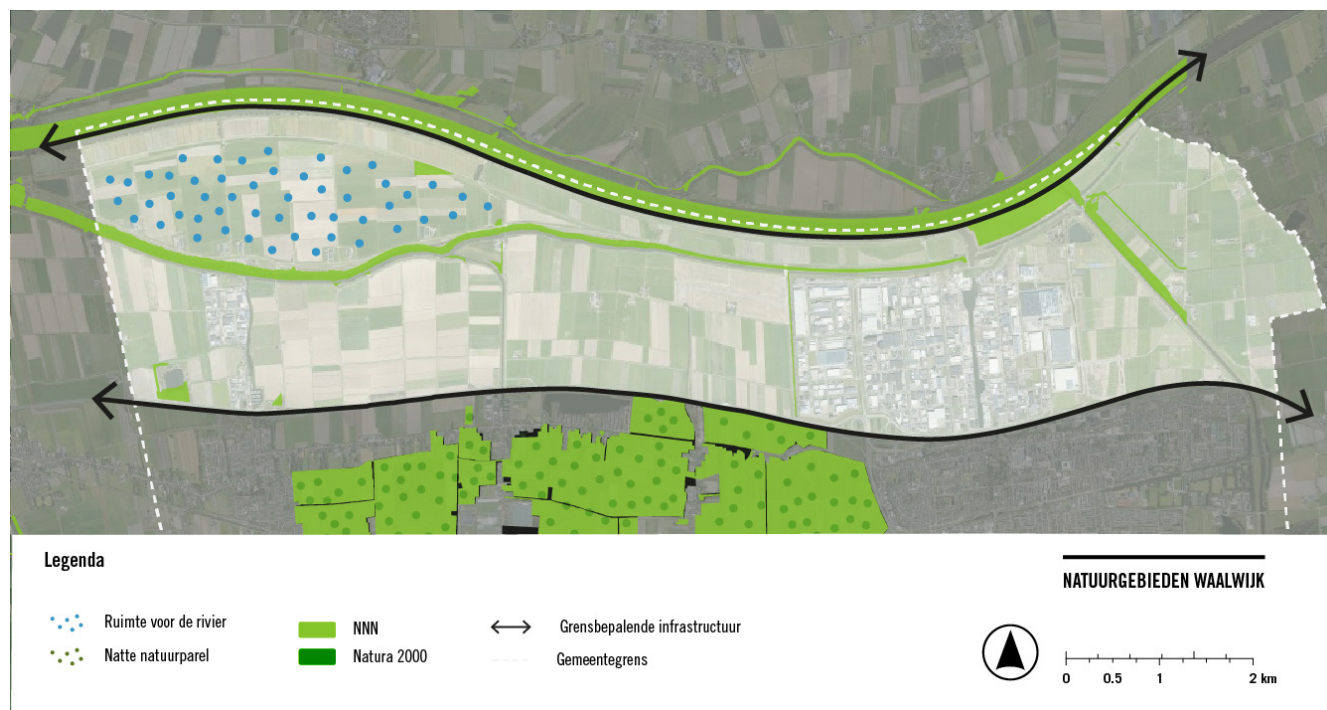 Legenda
Ruimte voor de rivier
Natte natuurparel
NNN
Natura 2000
Grensbepalende infrastructuur
Gemeentegrens
NATUURGEBIEDEN WAALWIJK
0 0.5 1 2 km